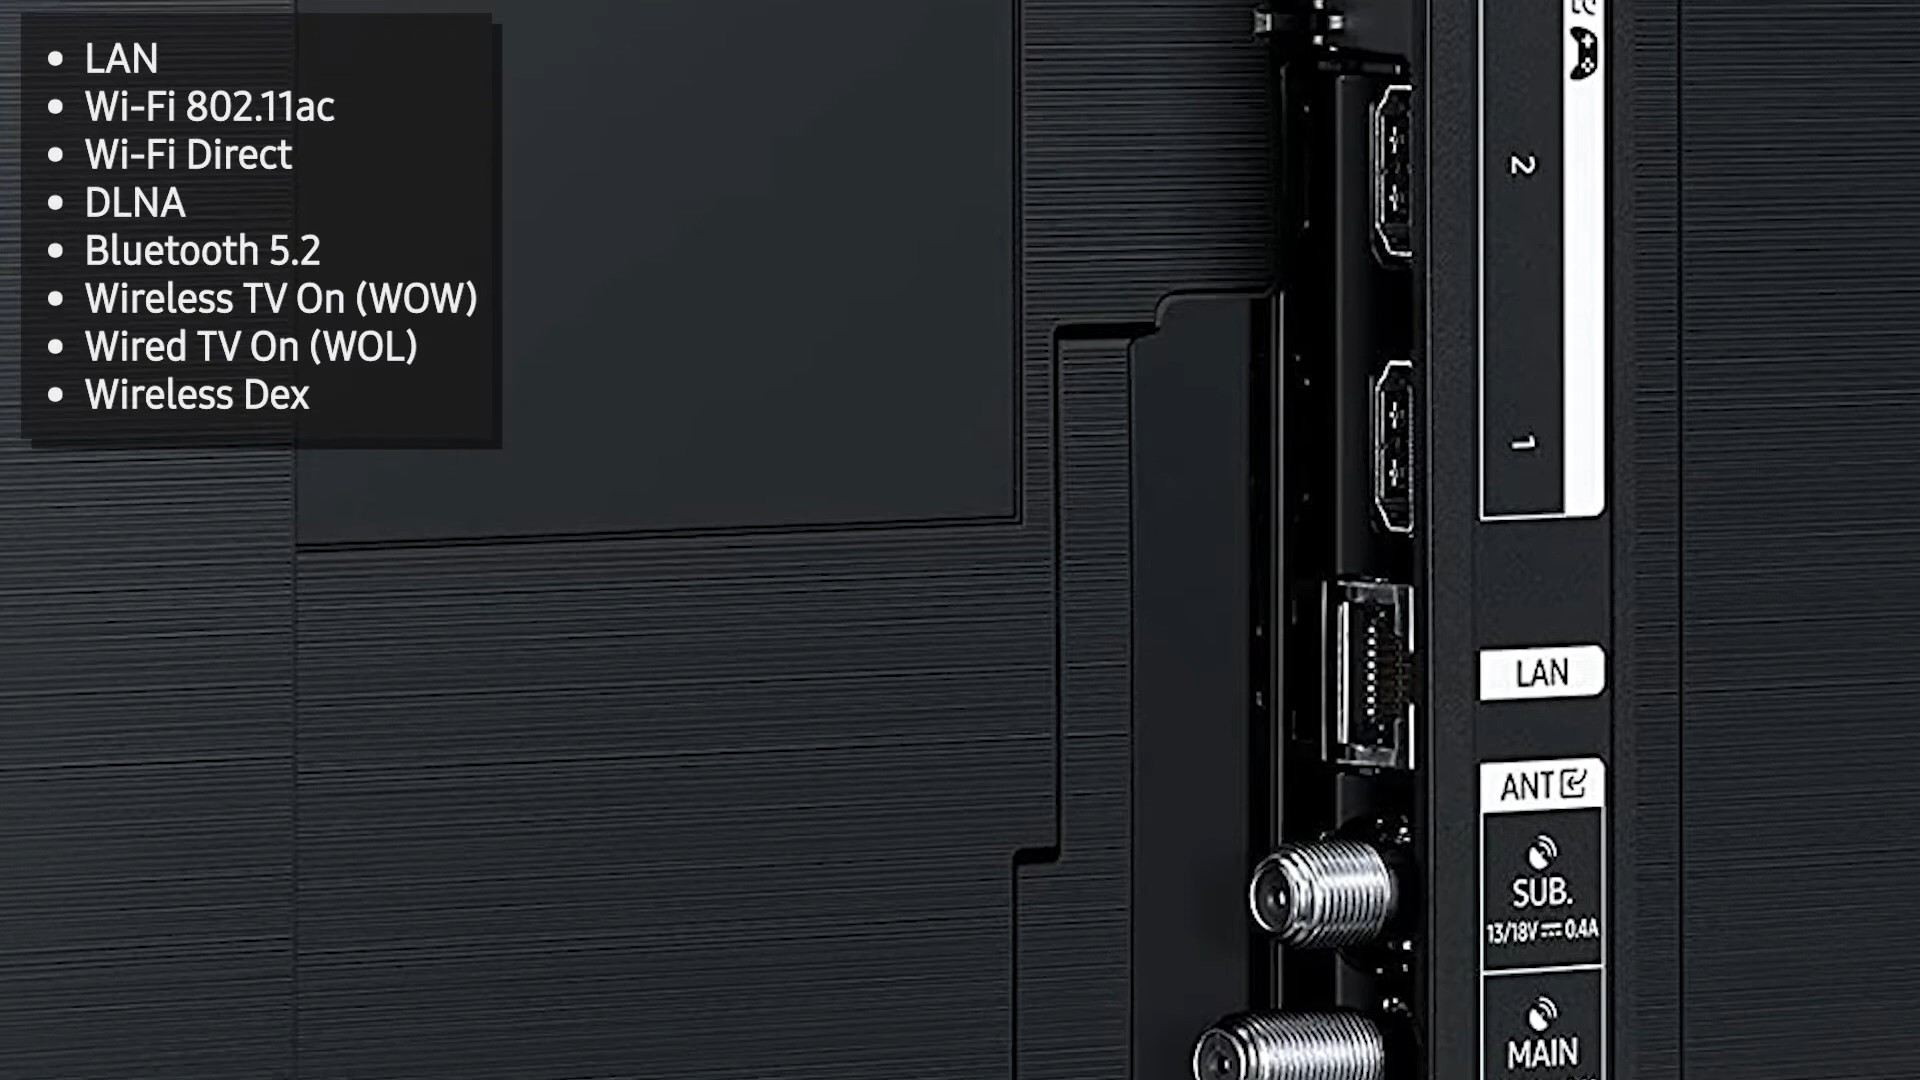 LAN
Wi-Fi 802.11ac
Wi-Fi Direct
DLNA
Bluetooth 5.2
Wireless TV On (WOW)
Wired TV On (WOL)
Wireless Dex
2
1
LAN
ANT
SUB.
13/18V 0.4A
MAIN